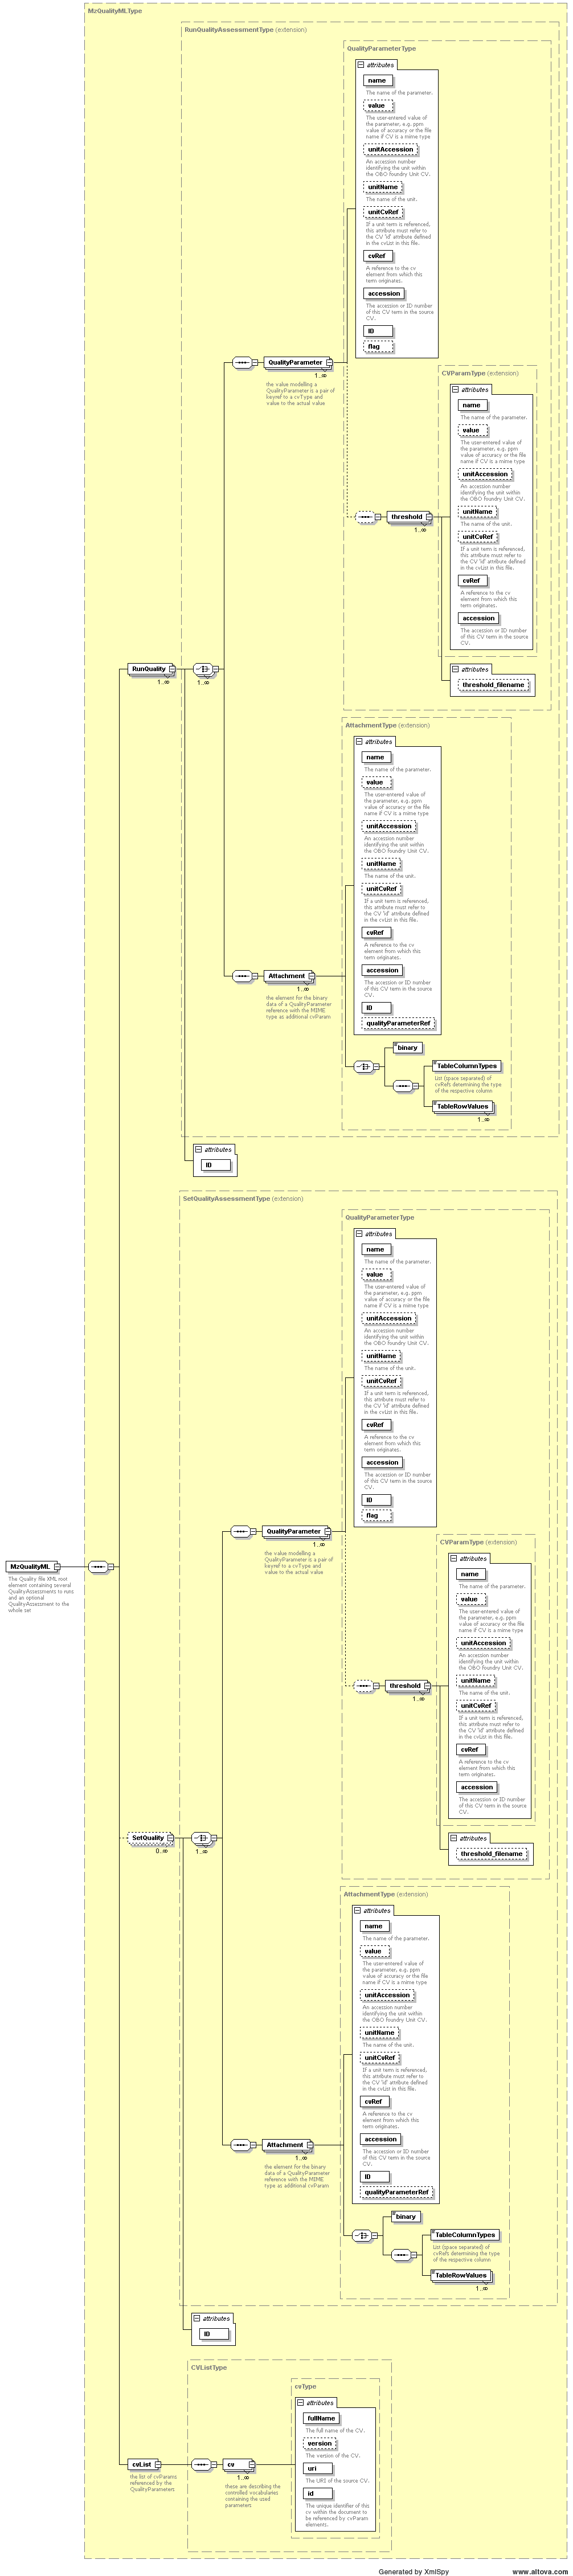 MzQualityMLType
RunQualityAssessmentType (extension)
QualityParameterType
attributes
name
The name of the parameter.
value
The user-entered value of
the parameter, e.g. ppm
value of accuracy or the file
name if CV is a mime type
unitAccession
An accession number
identifying the unit within
the OBO foundry Unit CV.
unitName
The name of the unit.
unitCvRef
If a unit term is referenced,
this attribute must refer to
the CV 'id' attribute defined
in the cvList in this file.
cvRef
A reference to the cv
element from which this
term originates.
accession
The accession or ID number
of this CV term in the source
CV.
ID
flag
QualityParameter
1..∞
the value modelling a
QualityParameter is a pair of
keyref to a cvType and
value to the actual value
CVParamType (extension)
attributes
name
The name of the parameter.
value
The user-entered value of
the parameter, e.g. ppm
value of accuracy or the file
name if CV is a mime type
unitAccession
An accession number
identifying the unit within
the OBO foundry Unit CV.
unitName
The name of the unit.
unitCvRef
If a unit term is referenced,
this attribute must refer to
the CV 'id' attribute defined
in the cvList in this file.
cvRef
A reference to the cv
element from which this
term originates.
accession
The accession or ID number
of this CV term in the source
CV.
threshold
1..∞
attributes
threshold_filename
RunQuality
1..∞
1..∞
AttachmentType (extension)
attributes
name
The name of the parameter.
value
The user-entered value of
the parameter, e.g. ppm
value of accuracy or the file
name if CV is a mime type
unitAccession
An accession number
identifying the unit within
the OBO foundry Unit CV.
unitName
The name of the unit.
unitCvRef
If a unit term is referenced,
this attribute must refer to
the CV 'id' attribute defined
in the cvList in this file.
cvRef
A reference to the cv
element from which this
term originates.
accession
The accession or ID number
of this CV term in the source
CV.
ID
qualityParameterRef
Attachment
1..∞
the element for the binary
data of a QualityParameter
reference with the MIME
type as additional cvParam
binary
TableColumnTypes
List (space separated) of
cvRefs determining the type
of the respective column
TableRowValues
1..∞
attributes
ID
SetQualityAssessmentType (extension)
QualityParameterType
attributes
name
The name of the parameter.
value
The user-entered value of
the parameter, e.g. ppm
value of accuracy or the file
name if CV is a mime type
unitAccession
An accession number
identifying the unit within
the OBO foundry Unit CV.
unitName
The name of the unit.
unitCvRef
If a unit term is referenced,
this attribute must refer to
the CV 'id' attribute defined
in the cvList in this file.
cvRef
A reference to the cv
element from which this
term originates.
accession
The accession or ID number
of this CV term in the source
CV.
ID
flag
QualityParameter
1..∞
the value modelling a
QualityParameter is a pair of
keyref to a cvType and
value to the actual value
MzQualityML
The Quality file XML root
element containing several
QualityAssessments to runs
and an optional
QualityAssessment to the
whole set
CVParamType (extension)
attributes
name
The name of the parameter.
value
The user-entered value of
the parameter, e.g. ppm
value of accuracy or the file
name if CV is a mime type
unitAccession
An accession number
identifying the unit within
the OBO foundry Unit CV.
unitName
The name of the unit.
unitCvRef
If a unit term is referenced,
this attribute must refer to
the CV 'id' attribute defined
in the cvList in this file.
cvRef
A reference to the cv
element from which this
term originates.
accession
The accession or ID number
of this CV term in the source
CV.
threshold
1..∞
attributes
threshold_filename
SetQuality
0..∞
1..∞
AttachmentType (extension)
attributes
name
The name of the parameter.
value
The user-entered value of
the parameter, e.g. ppm
value of accuracy or the file
name if CV is a mime type
unitAccession
An accession number
identifying the unit within
the OBO foundry Unit CV.
unitName
The name of the unit.
unitCvRef
If a unit term is referenced,
this attribute must refer to
the CV 'id' attribute defined
in the cvList in this file.
cvRef
A reference to the cv
element from which this
term originates.
accession
The accession or ID number
of this CV term in the source
CV.
ID
qualityParameterRef
Attachment
1..∞
the element for the binary
data of a QualityParameter
reference with the MIME
type as additional cvParam
binary
TableColumnTypes
List (space separated) of
cvRefs determining the type
of the respective column
TableRowValues
1..∞
attributes
ID
CVListType
cvType
attributes
fullName
The full name of the CV.
version
The version of the CV.
uri
The URI of the source CV.
id
The unique identifier of this
cv within the document to
be referenced by cvParam
elements.
cvList
the list of cvParams
referenced by the
QualityParameters
cv
1..∞
these are describing the
controlled vocabularies
containing the used
parameters
Generated by XmlSpy
www.altova.com